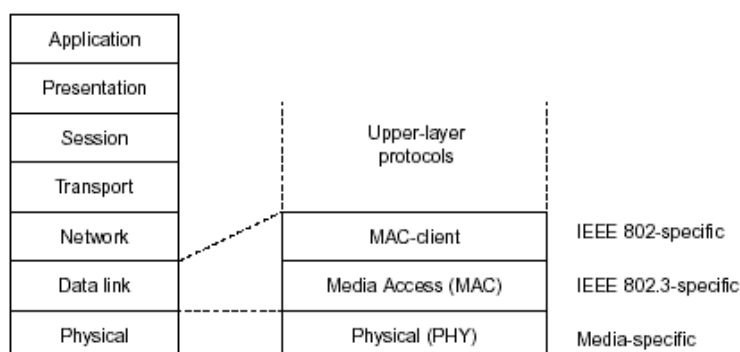 Application
Presentation
Session
Transport
Network
Data link
Physical
Upper-layer
protocols
MAC-client
Media Access (MAC)
Physical (PHY)
IEEE 802-specific
IEEE 802.3-specific
Media-specific